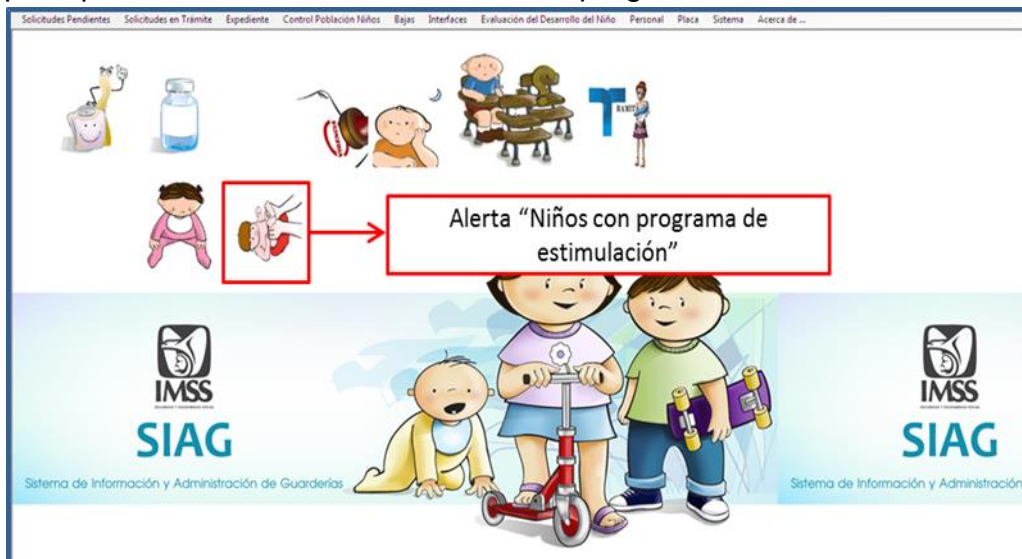 Solicitudes Pendientes Solicitudes en Trámite Expediente Control Población Niños Bajas Interfaces Evaluación del Desarrollo del Niño Personal Placa Sistema Acerca de ...
TRAMITE
Alerta "Niños con programa de
estimulación"
IMSS
SIAG
Sistema de Información y Administración de Guarderías
IMSS
SIAG
Sistema de Información y Administración